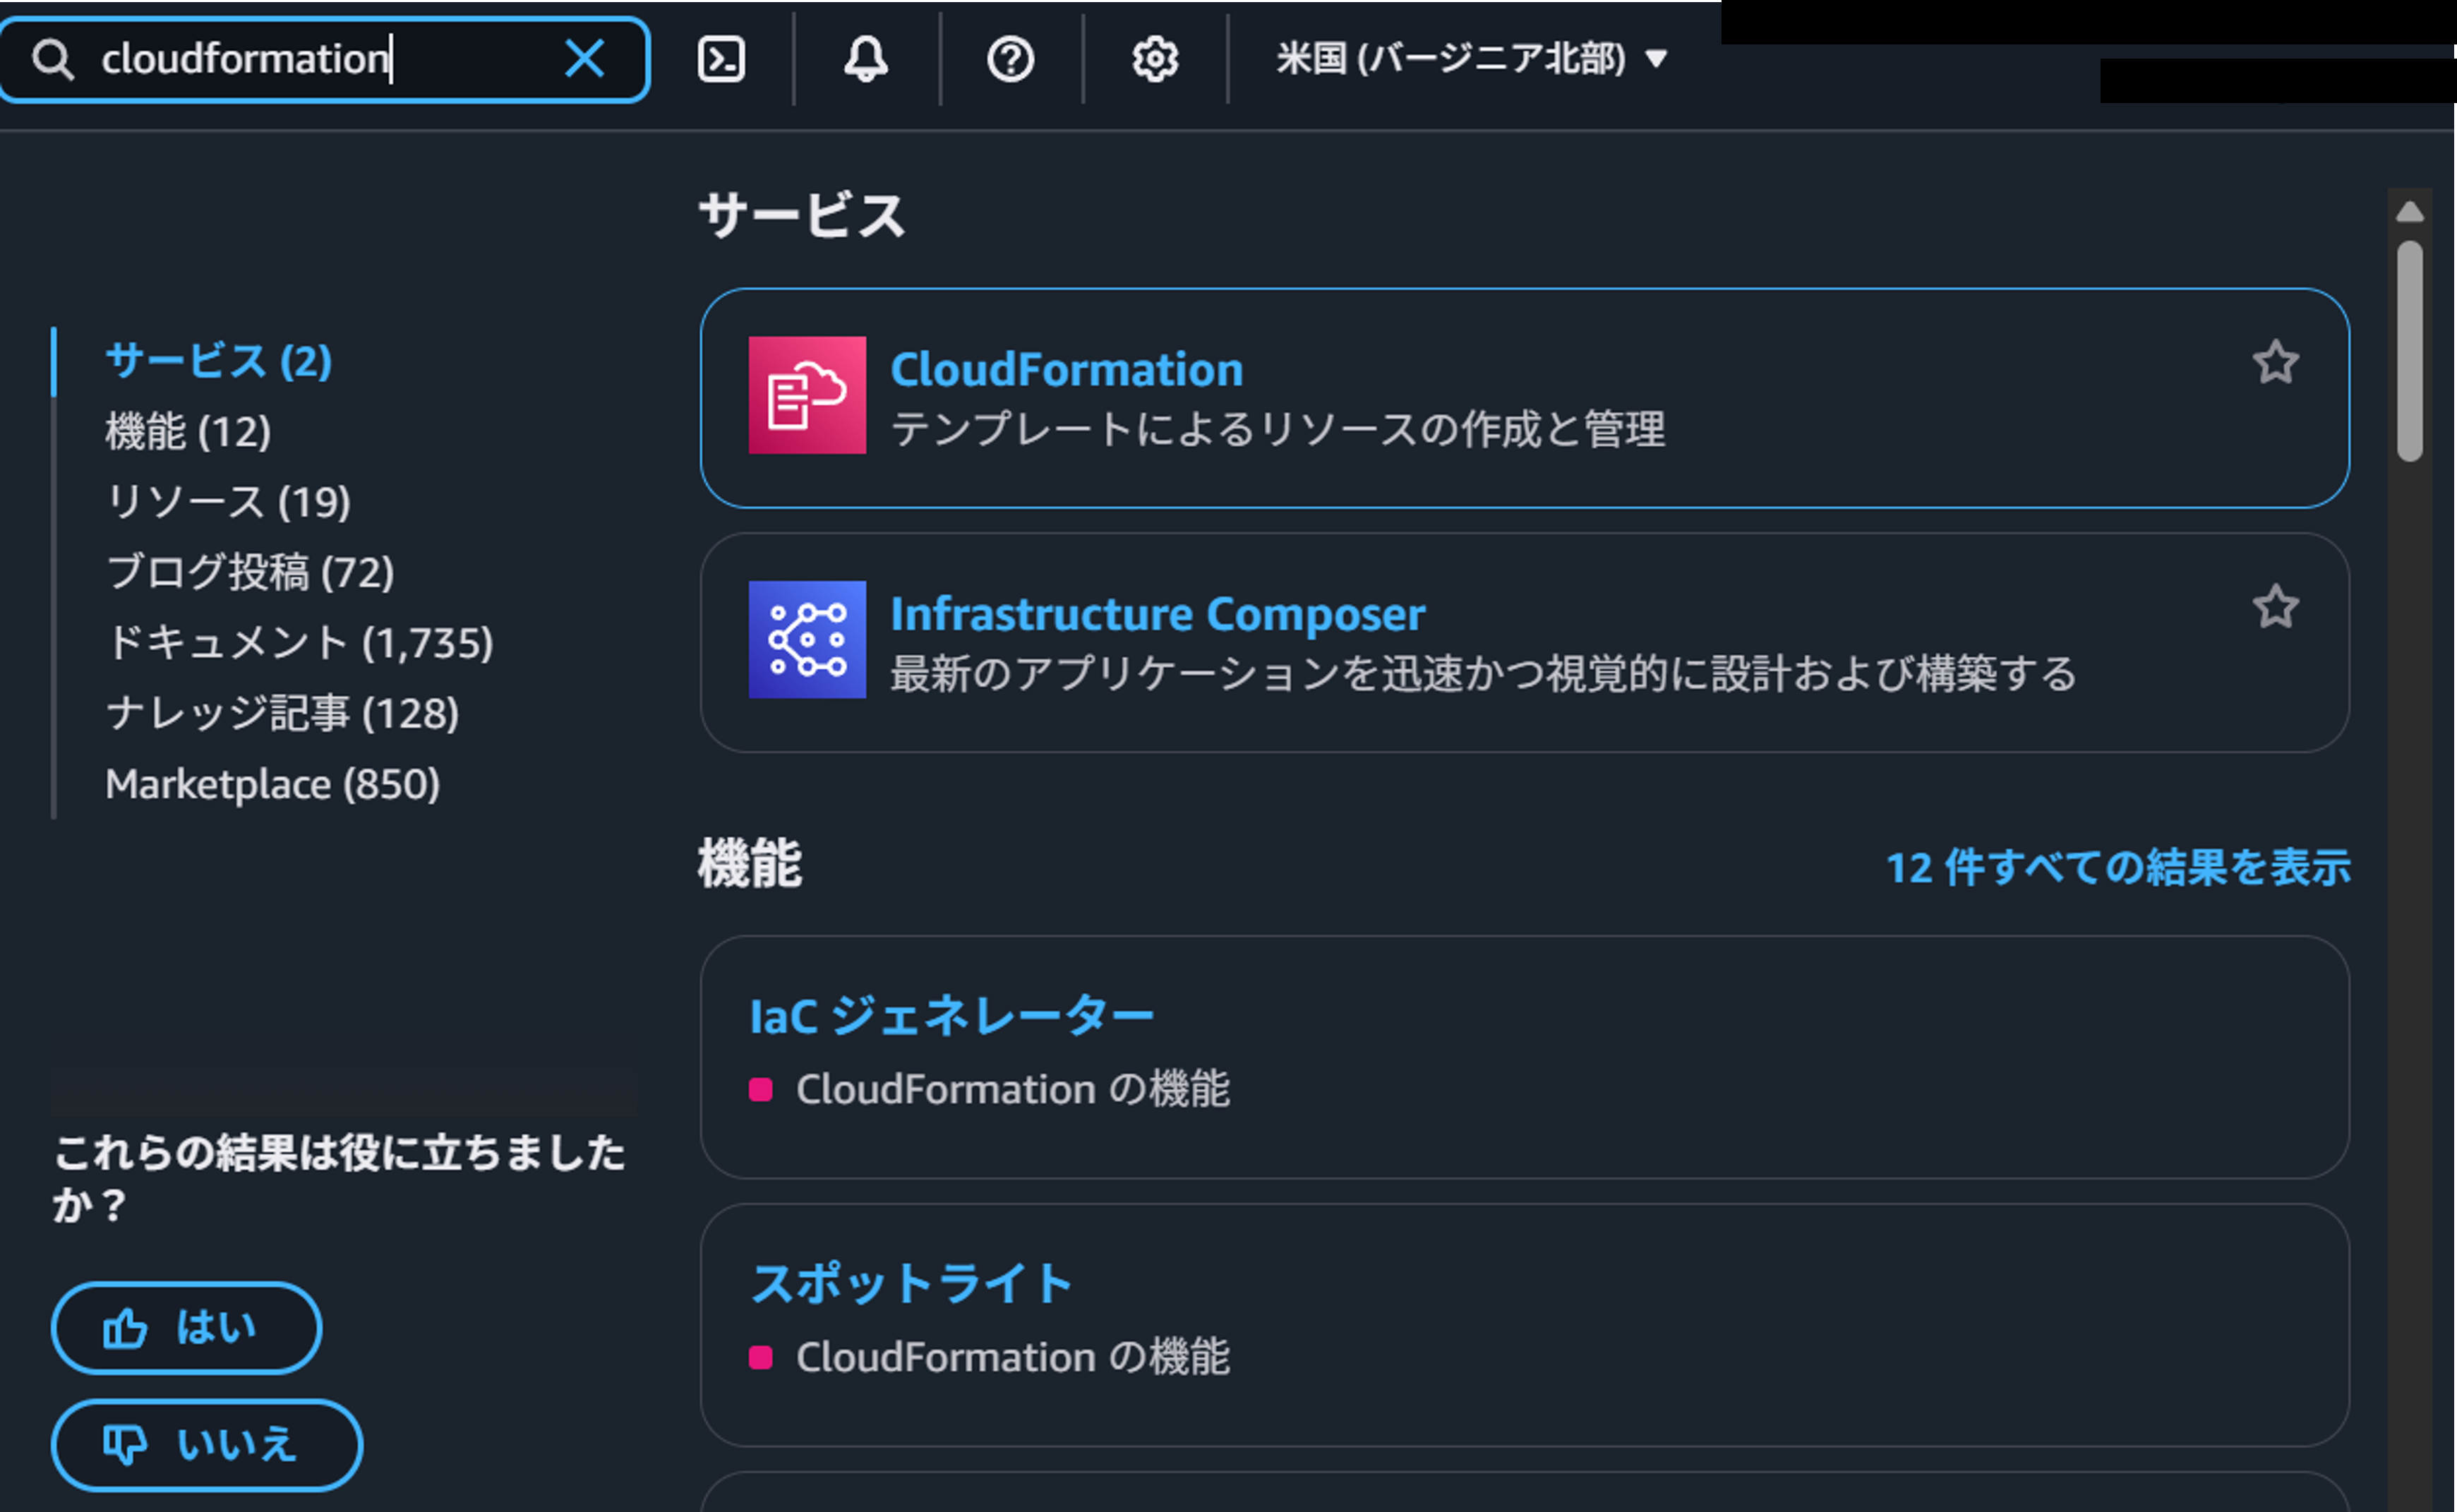 cloudformation
米国 (バージニア北部) ▼
サービス (2)
機能 (12)
リソース (19)
ブログ投稿 (72)
ドキュメント (1,735)
ナレッジ記事 (128)
Marketplace (850)
これらの結果は役に立ちました
か？
はい
いいえ
サービス
CloudFormation
テンプレートによるリソースの作成と管理
Infrastructure Composer
最新のアプリケーションを迅速かつ視覚的に設計および構築する
機能
12 件すべての結果を表示
IaC ジェネレーター
CloudFormation の機能
スポットライト
CloudFormation の機能